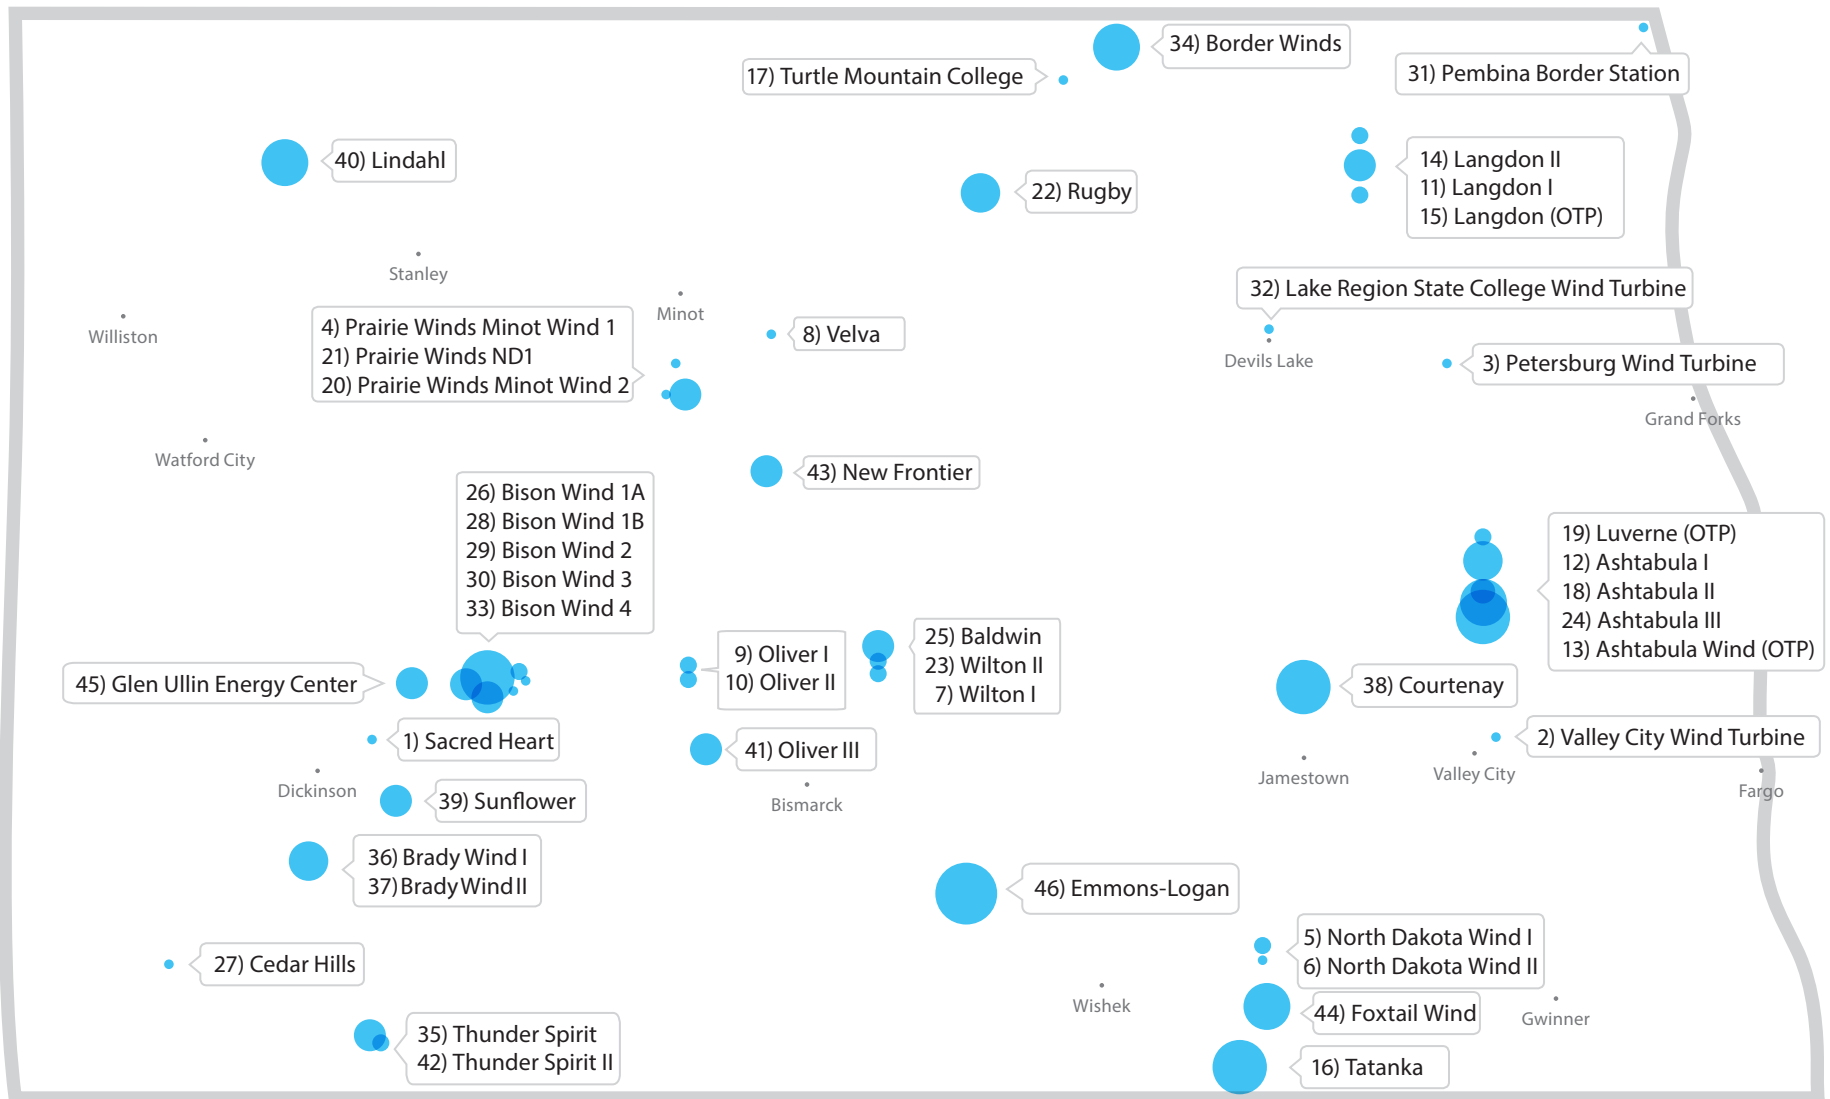 34) Border Winds
17) Turtle Mountain College
31) Pembina Border Station
40) Lindahl
14) Langdon II
11) Langdon I
15) Langdon (OTP)
22) Rugby
Stanley
32) Lake Region State College Wind Turbine
Minot
Williston
4) Prairie Winds Minot Wind 1
21) Prairie Winds ND1
20) Prairie Winds Minot Wind 2
8) Velva
Devils Lake
3) Petersburg Wind Turbine
Grand Forks
Watford City
43) New Frontier
26) Bison Wind 1A
28) Bison Wind 1B
29) Bison Wind 2
30) Bison Wind 3
33) Bison Wind 4
19) Luverne (OTP)
12) Ashtabula I
18) Ashtabula II
24) Ashtabula III
13) Ashtabula Wind (OTP)
45) Glen Ullin Energy Center
9) Oliver I
10) Oliver II
25) Baldwin
23) Wilton II
7) Wilton I
38) Courtenay
1) Sacred Heart
41) Oliver III
2) Valley City Wind Turbine
Jamestown
Valley City
Fargo
Dickinson
39) Sunflower
Bismarck
36) Brady Wind I
37) Brady Wind II
46) Emmons-Logan
27) Cedar Hills
5) North Dakota Wind I
6) North Dakota Wind II
Wishek
44) Foxtail Wind
Gwinner
35) Thunder Spirit
42) Thunder Spirit II
16) Tatanka